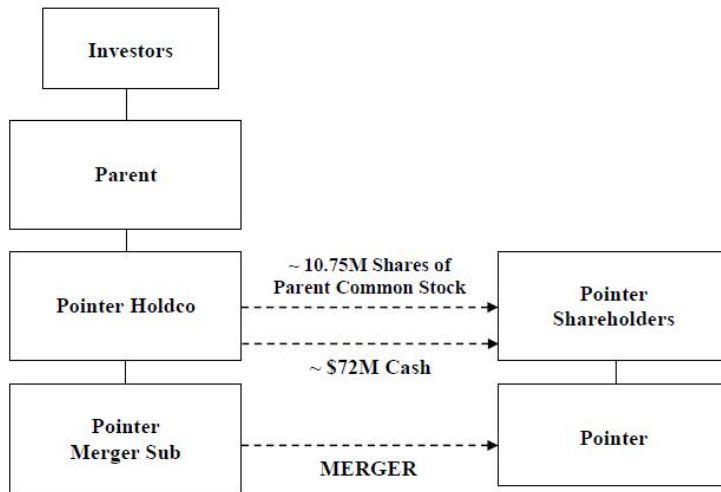 Investors
Parent
Pointer Holdco
~ 10.75M Shares of
Parent Common Stock
~ $72M Cash
Pointer
Shareholders
Pointer
Merger Sub
MERGER
Pointer